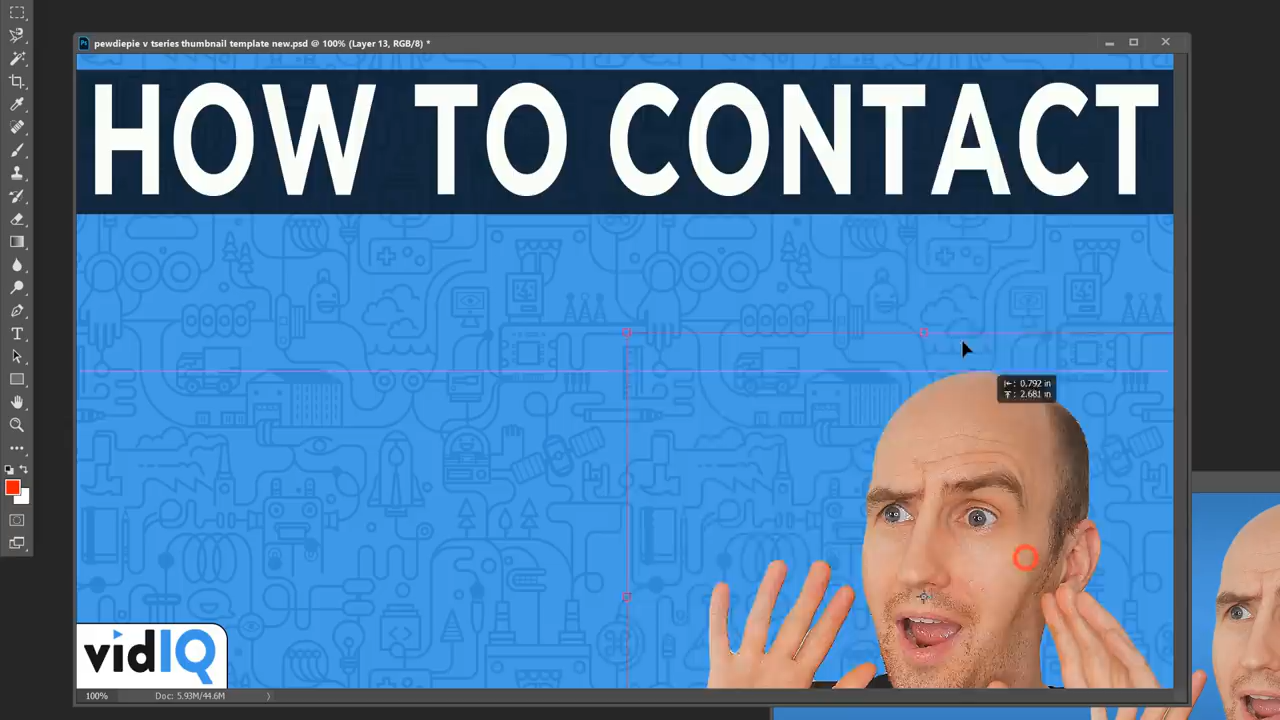 pewdiepie v tseries thumbnail template new.psd @ 100% (Layer 13, RGB/8) *
HOW TO CONTACT
0.792 in
2.681 in
vidIQ
100%
Doc: 5.93M/44.6M